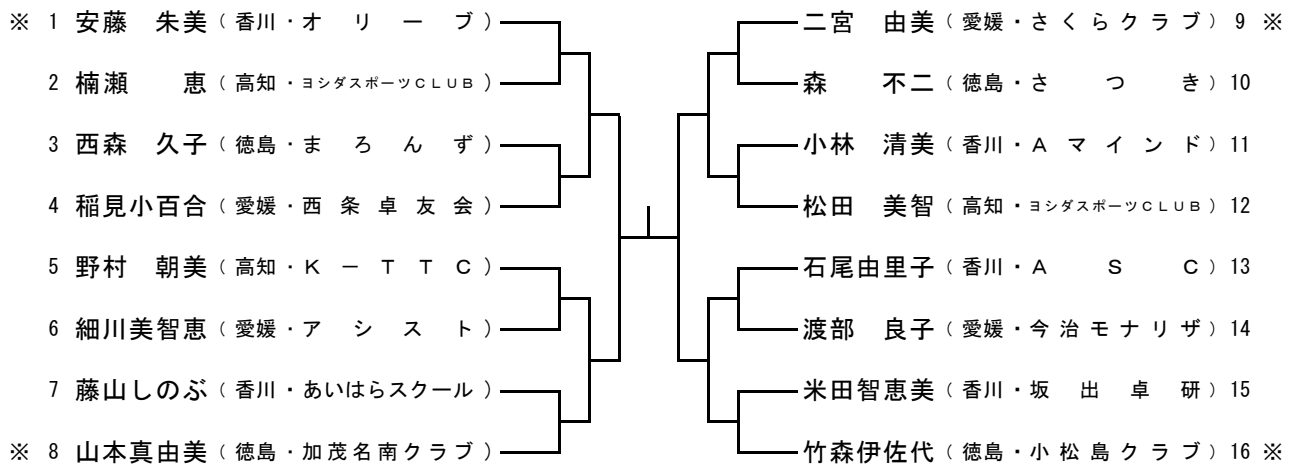 ※ 1 安藤 朱美 (香川・オリーブ)
2 楠瀬 恵 (高知・ヨシダスポーツCLUB)
3 西森 久子 (徳島・まろんず)
4 稲見小百合 (愛媛・西条卓友会)
5 野村 朝美 (高知・K-TTC)
6 細川美智恵 (愛媛・アシスト)
7 藤山しのぶ (香川・あいはらスクール)
※ 8 山本真由美 (徳島・加茂名南クラブ)
二宮 由美 (愛媛・さくらクラブ) 9 ※
森 不二 (徳島・さつき) 10
小林 清美 (香川・Aマインド) 11
松田 美智 (高知・ヨシダスポーツCLUB) 12
石尾由里子 (香川・ASC) 13
渡部 良子 (愛媛・今治モナリザ) 14
米田智恵美 (香川・坂出卓研) 15
竹森伊佐代 (徳島・小松島クラブ) 16 ※